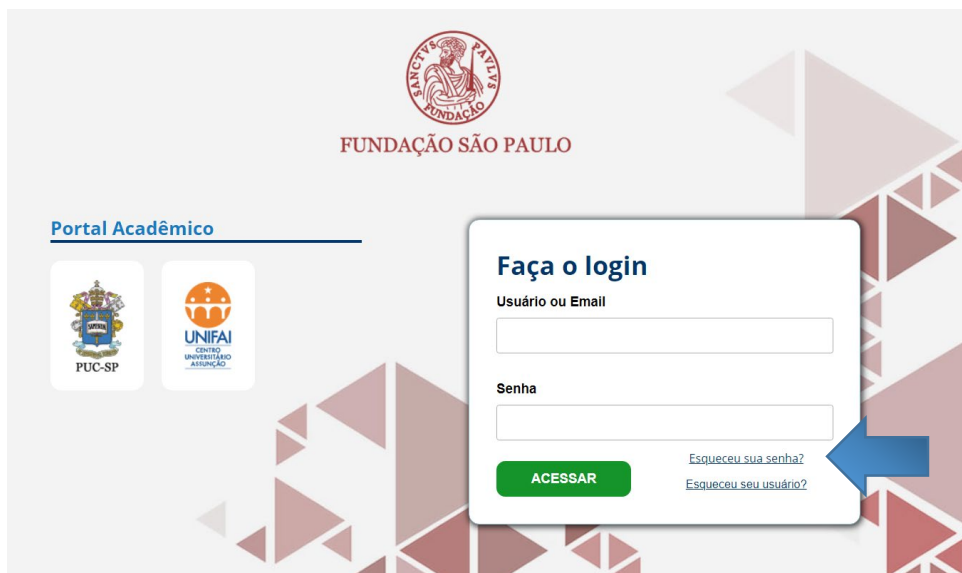 SANCTVS PAVLVS
FUNDAÇÃO
FUNDAÇÃO SÃO PAULO
Portal Acadêmico
SAPIENTIA
PUC-SP
UNIFAI
CENTRO
UNIVERSITÁRIO
ASSUNÇÃO
Faça o login
Usuário ou Email
Senha
Esqueceu sua senha?
ACESSAR
Esqueceu seu usuário?